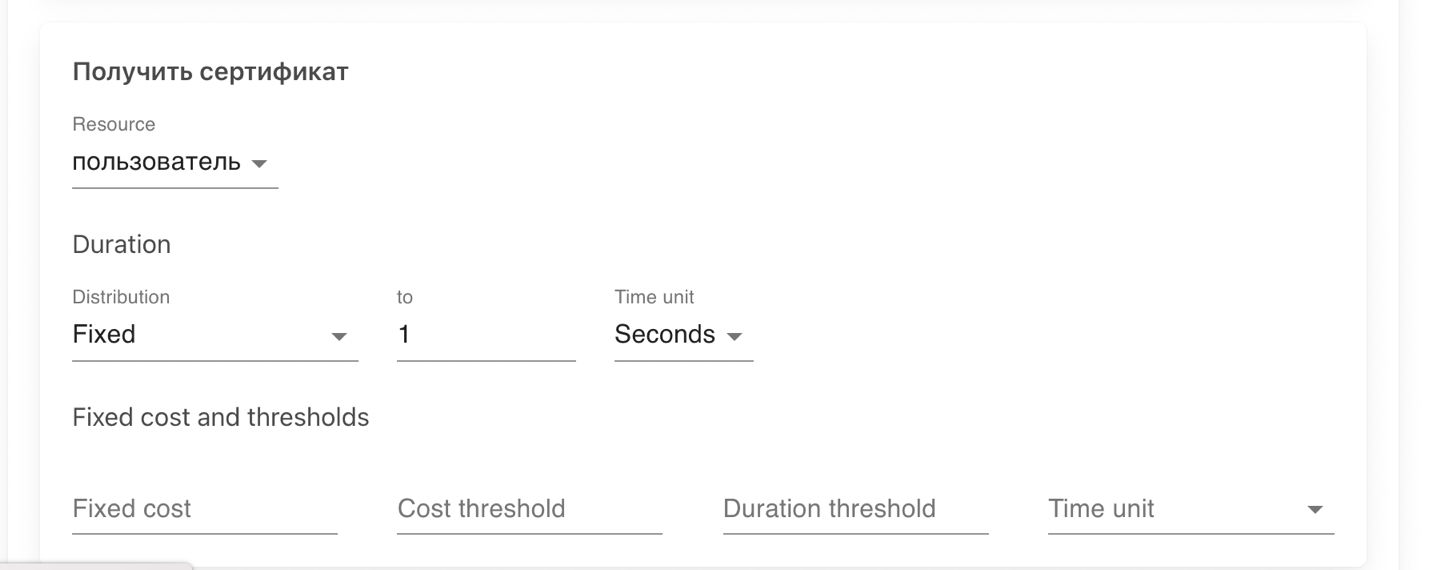 Получить сертификат
Resource
пользователь
Duration
Distribution to Time unit
Fixed 1 Seconds
Fixed cost and thresholds
Fixed cost Cost threshold Duration threshold Time unit